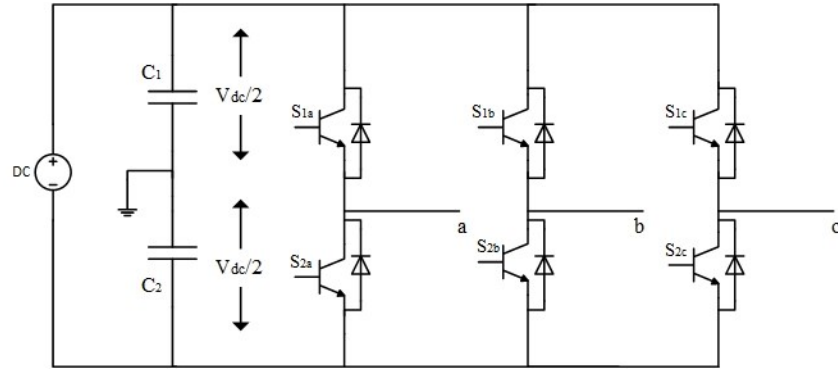 C1
Vdc/2
S1a
S1b
S1c
DC
+
−
a
b
c
S2a
S2b
S2c
Vdc/2
C2